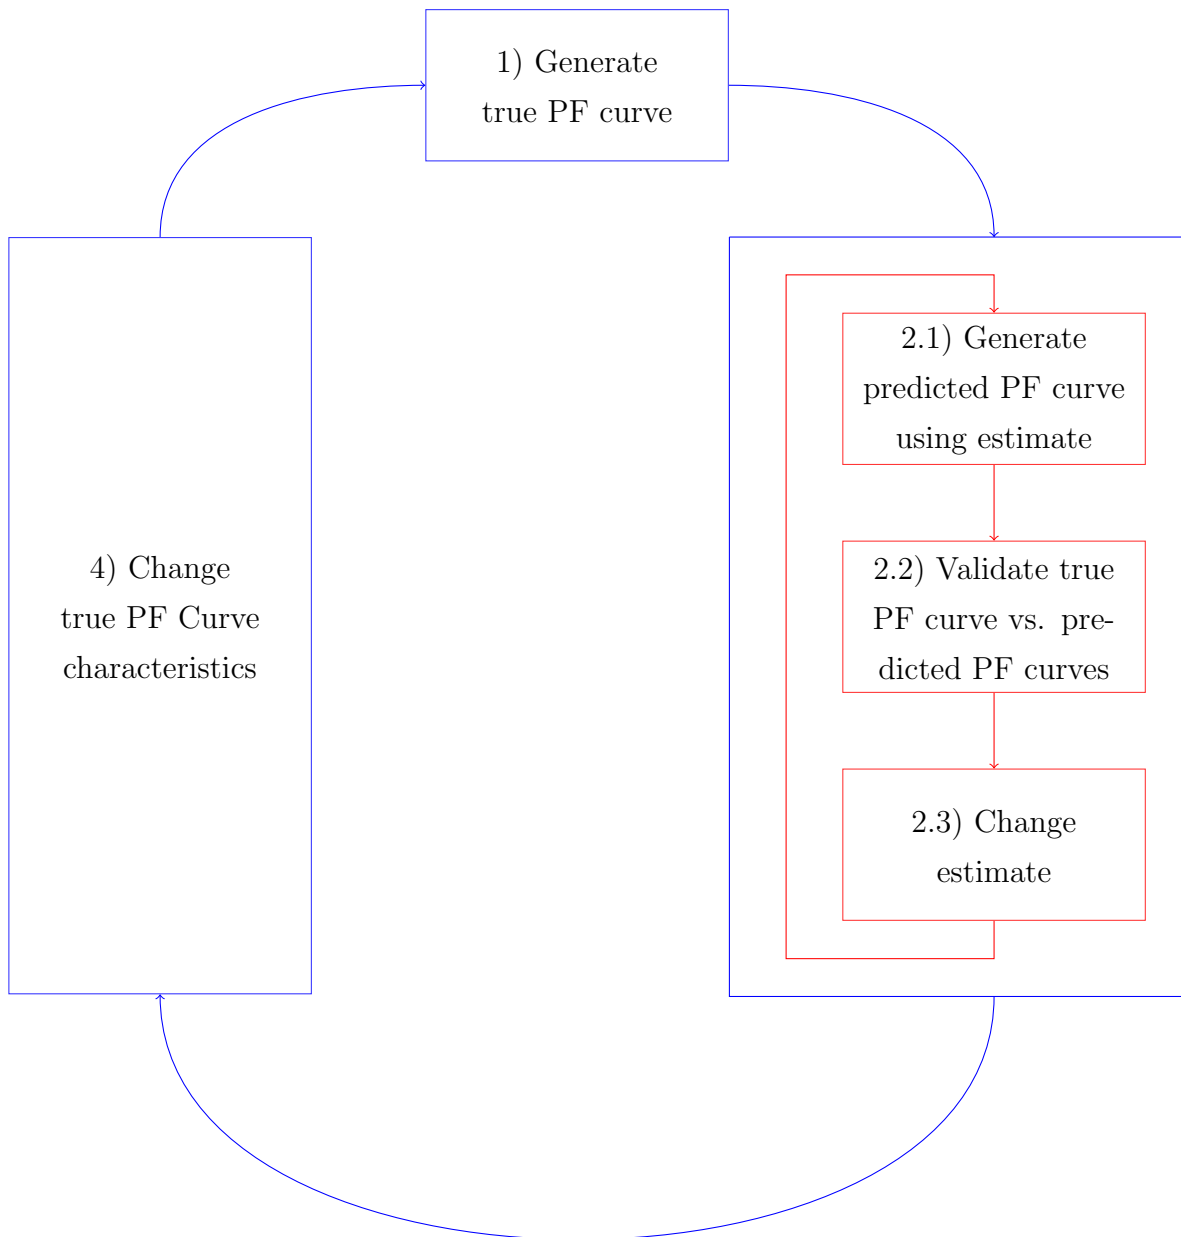 1) Generate
true PF curve
2.1) Generate
predicted PF curve
using estimate
2.2) Validate true
PF curve vs. pre-
dicted PF curves
2.3) Change
estimate
4) Change
true PF Curve
characteristics